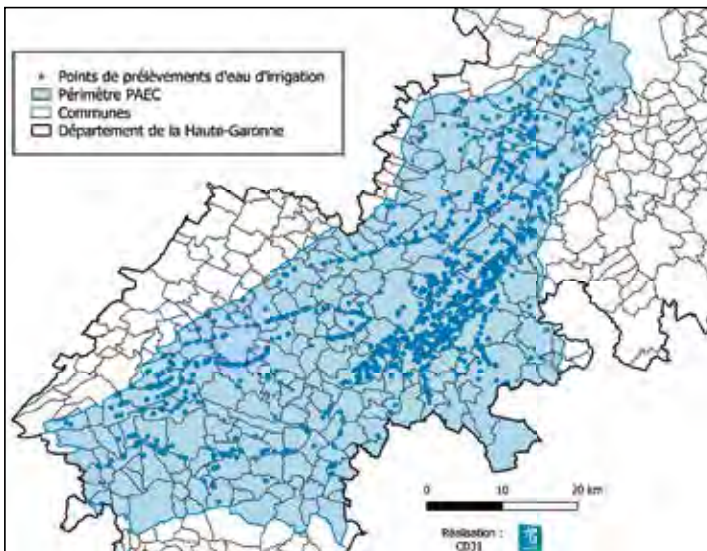 Points de prélèvements d'eau d'irrigation
Périmètre PAEC
Communes
Département de la Haute-Garonne
0 10 20 km
Réalisation :
CD31